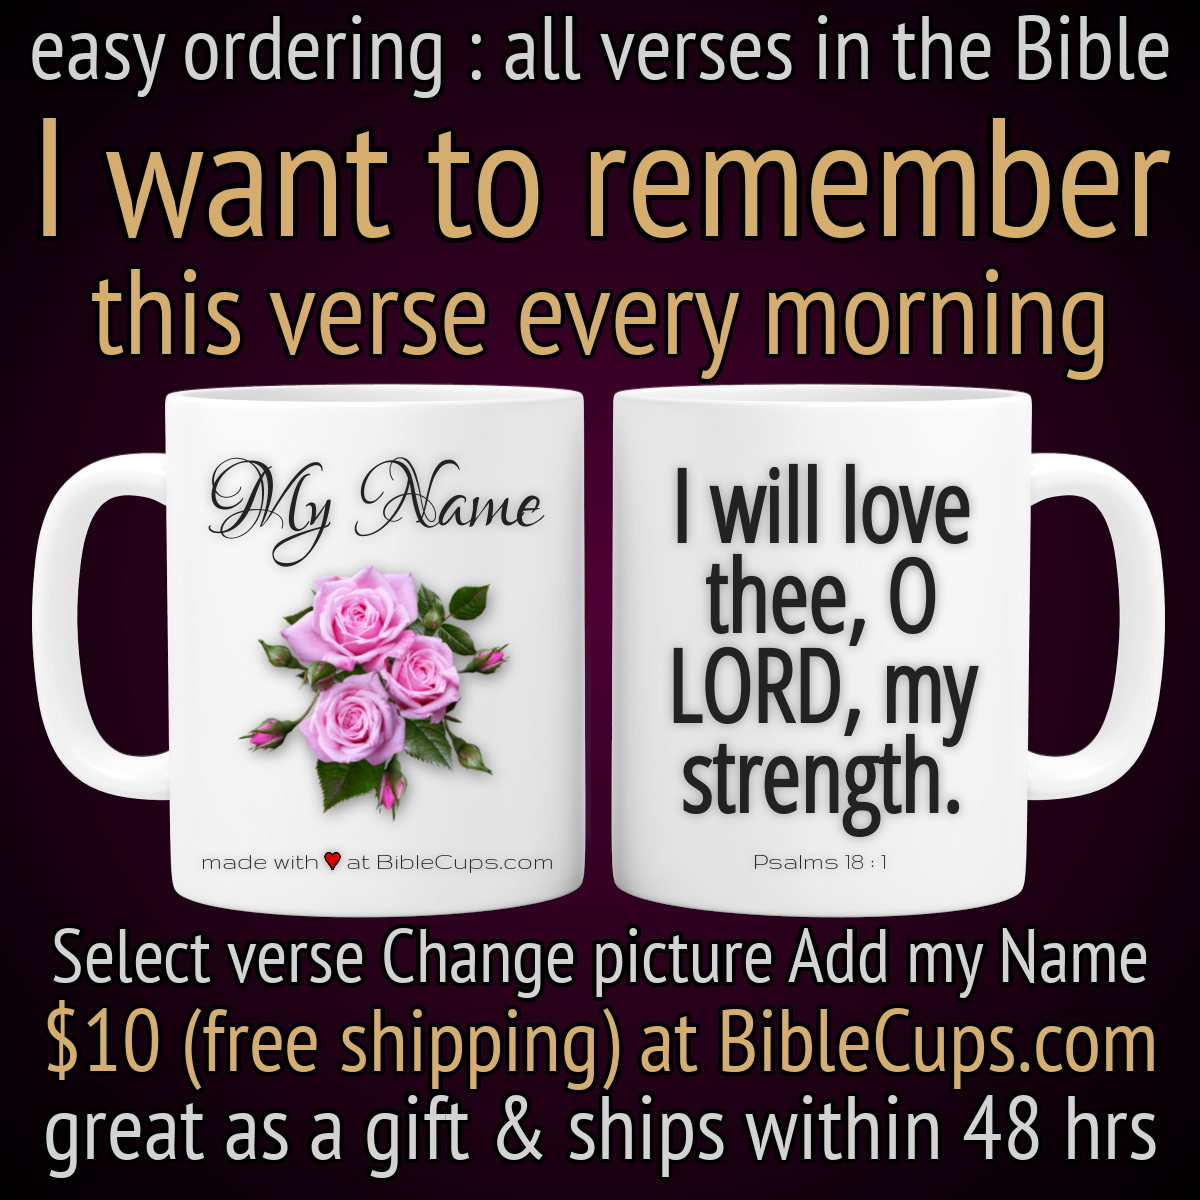 easy ordering : all verses in the Bible
I want to remember
this verse every morning
My Name
made with ♥ at BibleCups.com
I will love
thee, O
LORD, my
strength.
Psalms 18 : 1
Select verse Change picture Add my Name
$10 (free shipping) at BibleCups.com
great as a gift & ships within 48 hrs